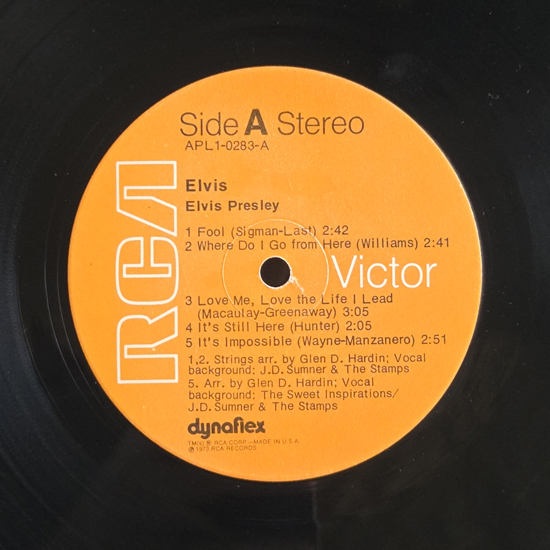 Side A Stereo
APL1-0283-A
RCA
Elvis
Elvis Presley
1 Fool (Sigman-Last) 2:42
2 Where Do I Go from Here (Williams) 2:41
Victor
3 Love Me, Love the Life I Lead
(Macaulay-Greenaway) 3:05
4 It's Still Here (Hunter) 2:05
5 It's Impossible (Wayne-Manzanero) 2:51
1,2. Strings arr. by Glen D. Hardin; Vocal
background: J.D. Sumner & The Stamps
5. Arr. by Glen D. Hardin; Vocal
background: The Sweet Inspirations/
J.D. Sumner & The Stamps
dynaflex
TM(s) ® RCA CORP.—MADE IN U.S.A.
℗ 1973 RCA RECORDS